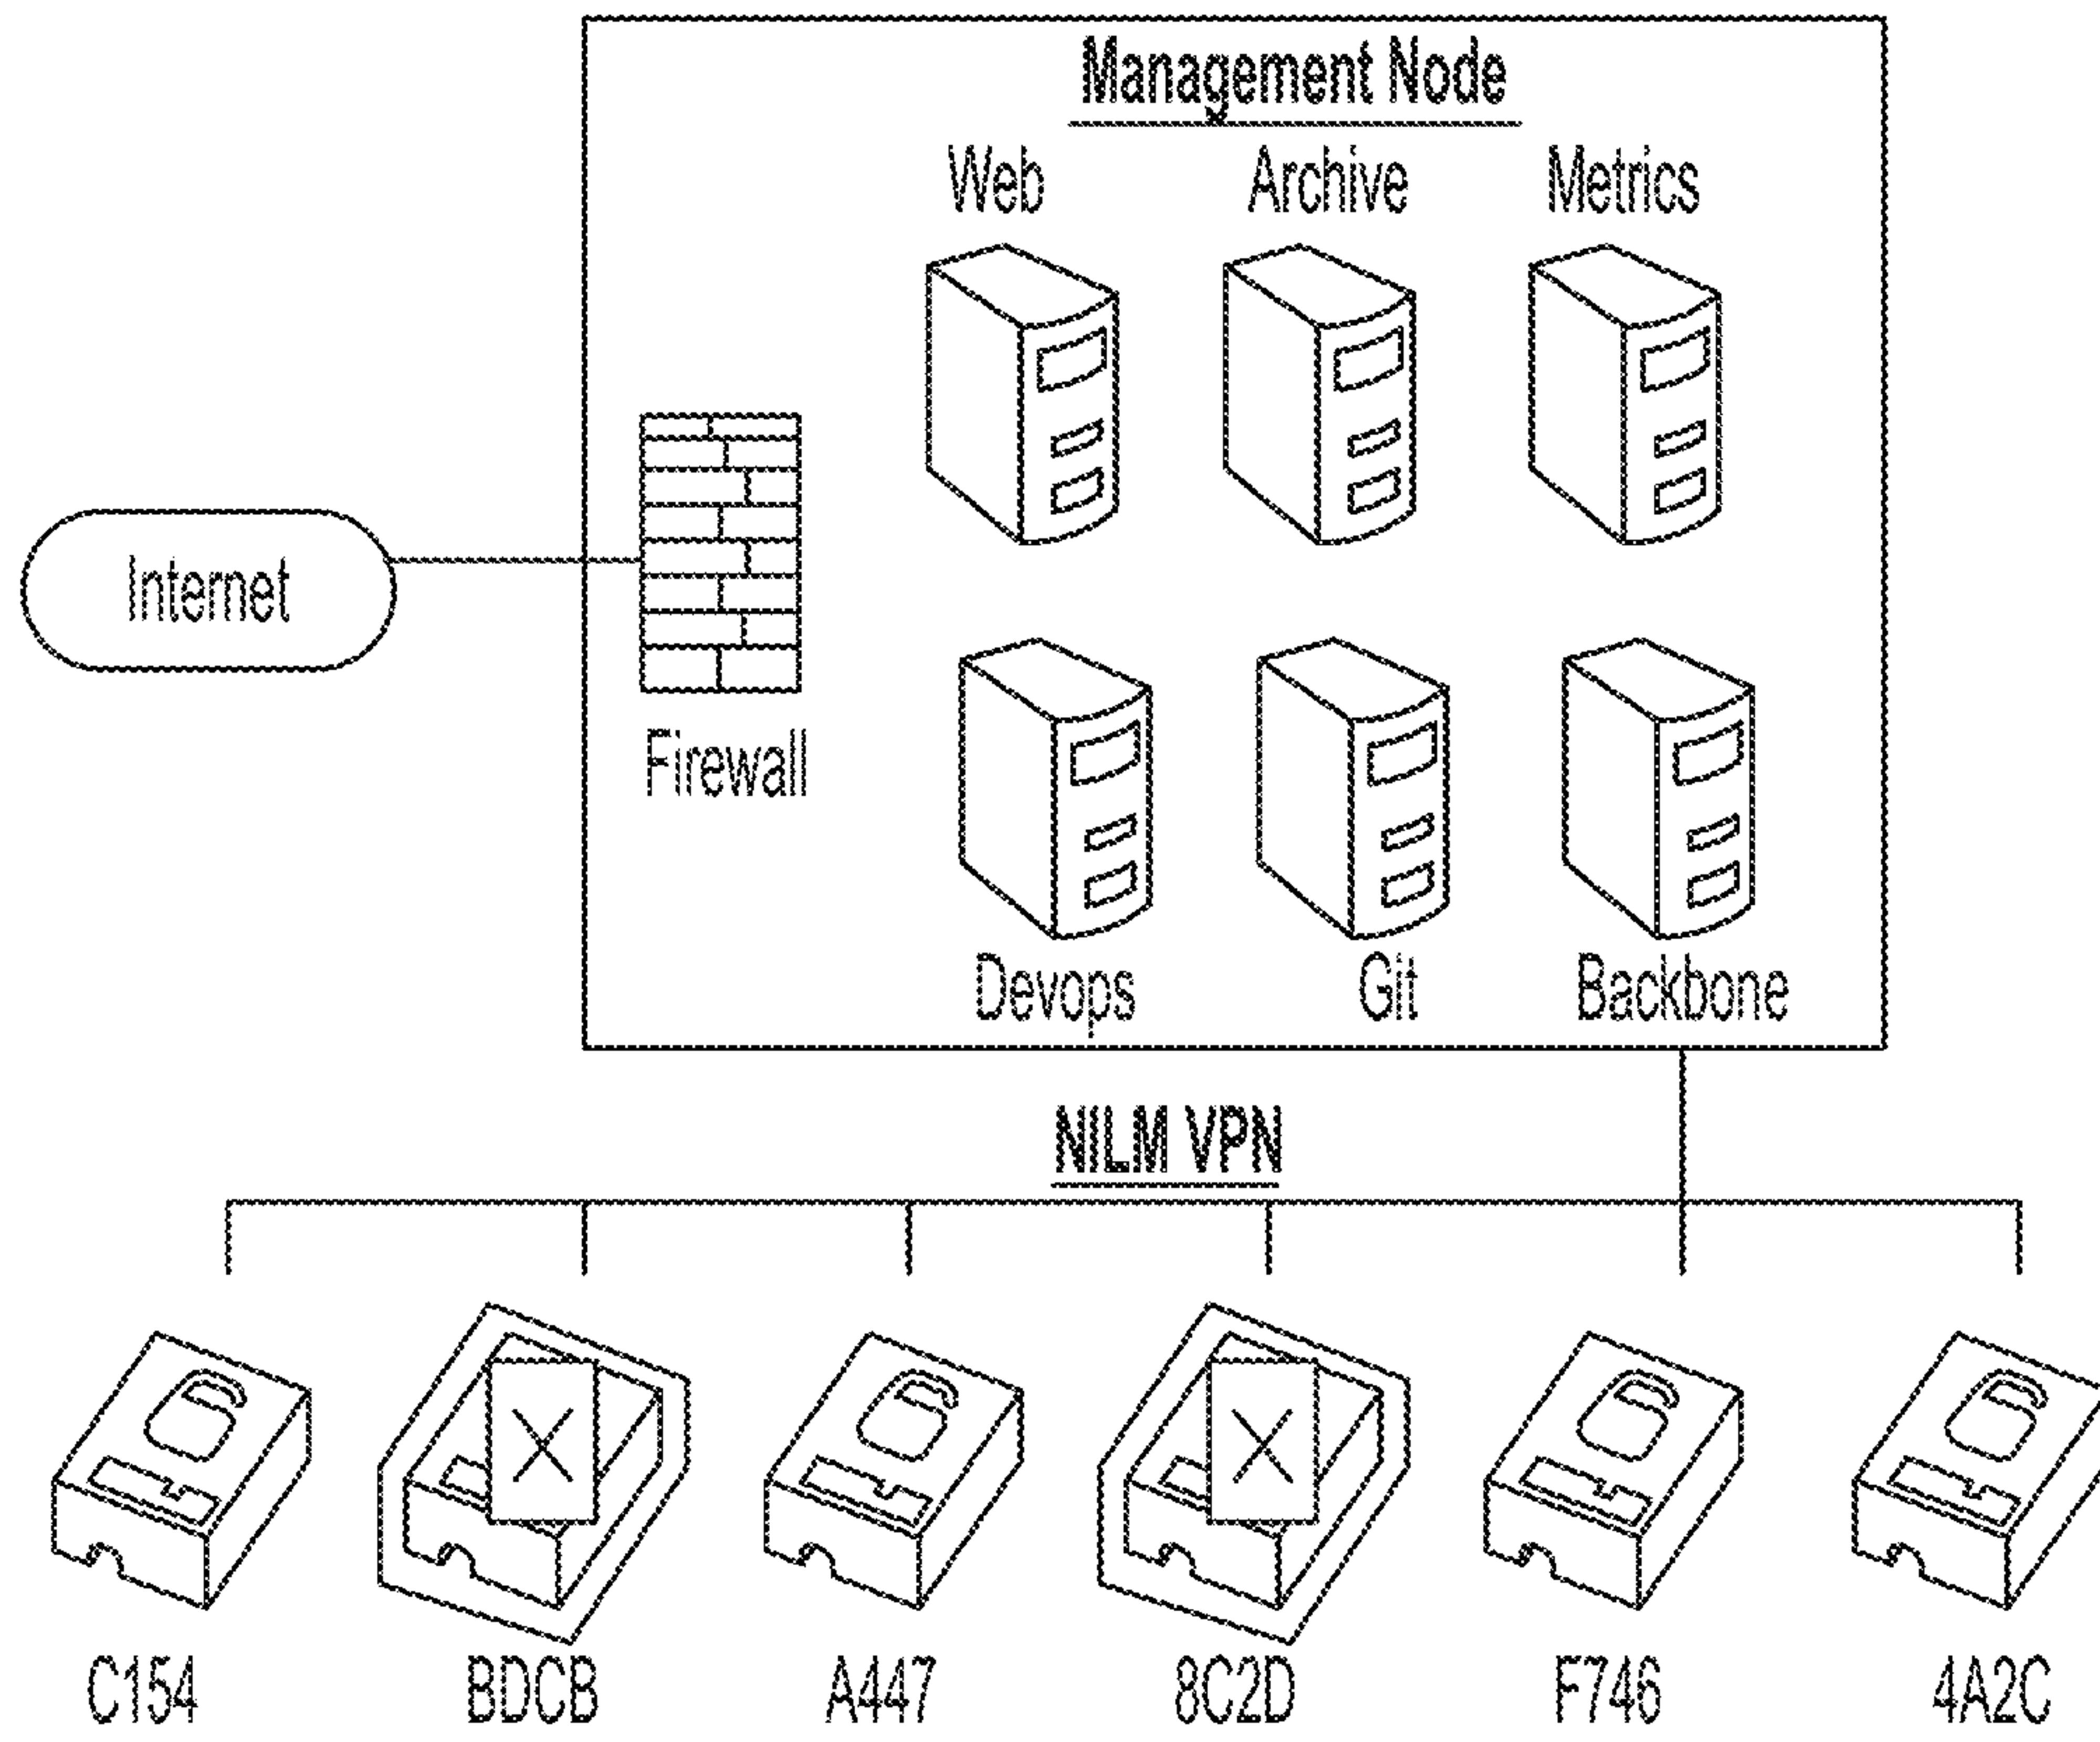 Management Node
Web Archive Metrics
Internet
Firewall
Devops Git Backbone
NILM VPN
C154 BDCB A447 8C2D F746 4A2C